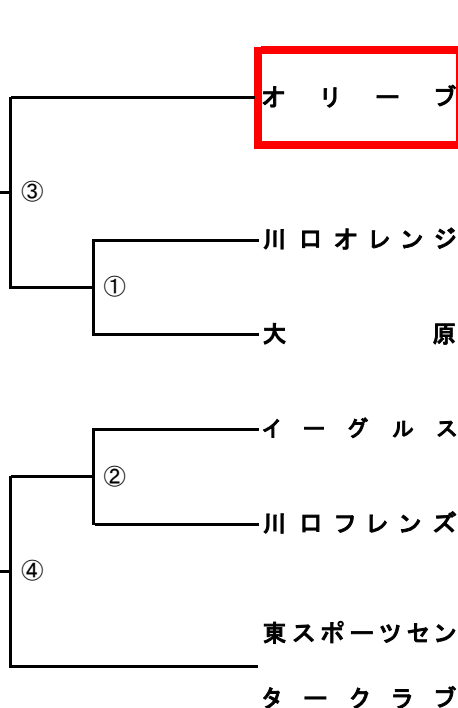 オリーブ
③
川口オレンジ
①
大原
イーグルス
②
川口フレンズ
④
東スポーツセン
タークラブ